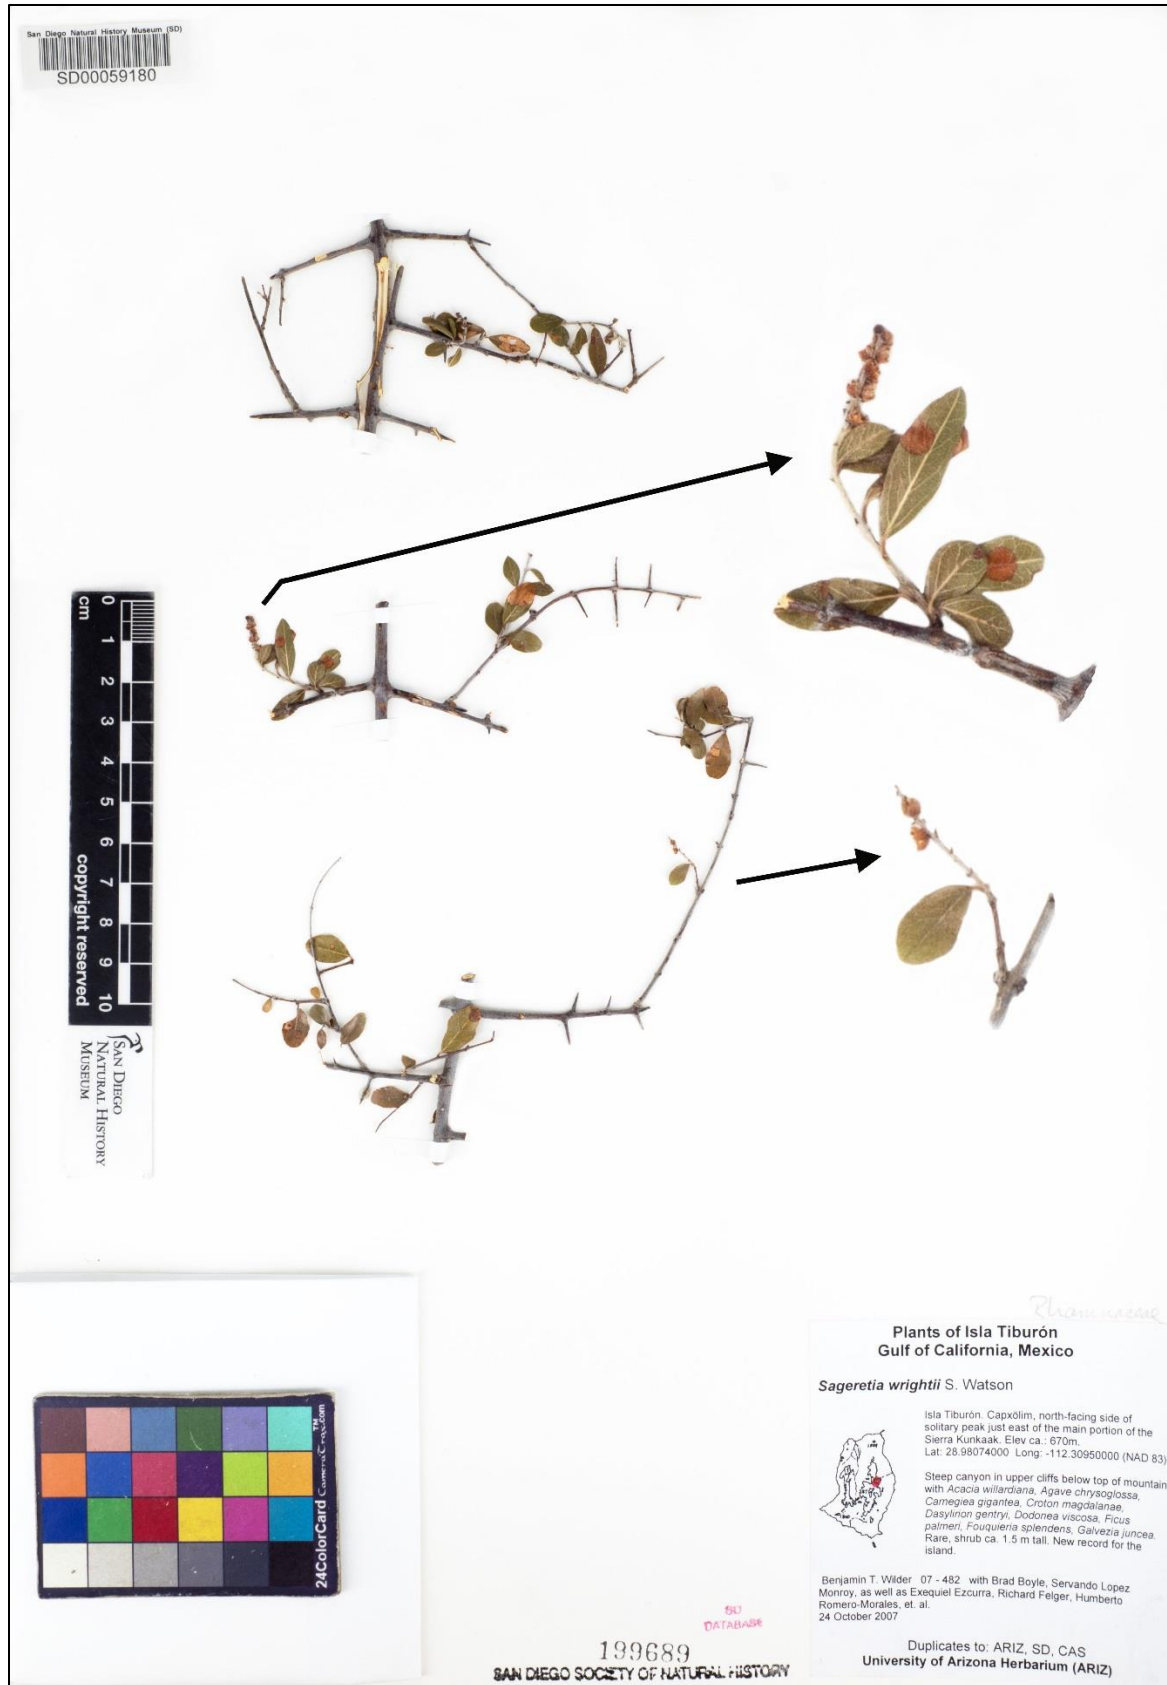 San Diego Natural History Museum (SD)
SD00059180
0
cm
1
2
3
4
5
6
7
8
9
10
copyright reserved
SAN DIEGO
NATURAL HISTORY
MUSEUM
24ColorCard CameraTrax.com
TM
Rhamnaceae
Plants of Isla Tiburón
Gulf of California, Mexico
Sageretia wrightii S. Watson
Isla Tiburón. Capxölim, north-facing side of
solitary peak just east of the main portion of the
Sierra Kunkaak. Elev ca.: 670m.
Lat: 28.98074000 Long: -112.30950000 (NAD 83)
Steep canyon in upper cliffs below top of mountain
with Acacia willardiana, Agave chrysoglossa,
Carnegiea gigantea, Croton magdalanae,
Dasylirion gentryi, Dodonea viscosa, Ficus
palmeri, Fouquieria splendens, Galvezia juncea.
Rare, shrub ca. 1.5 m tall. New record for the
island.
Benjamin T. Wilder 07 - 482 with Brad Boyle, Servando Lopez
Monroy, as well as Exequiel Ezcurra, Richard Felger, Humberto
Romero-Morales, et. al.
24 October 2007
Duplicates to: ARIZ, SD, CAS
University of Arizona Herbarium (ARIZ)
SD
DATABASE
199689
SAN DIEGO SOCIETY OF NATURAL HISTORY